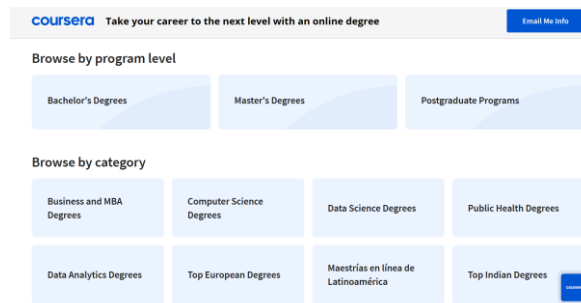 coursera Take your career to the next level with an online degree Email Me Info
Browse by program level
Bachelor's Degrees
Master's Degrees
Postgraduate Programs
Browse by category
Business and MBA
Degrees
Computer Science
Degrees
Data Science Degrees
Public Health Degrees
Data Analytics Degrees
Top European Degrees
Maestrías en línea de
Latinoamérica
Top Indian Degrees